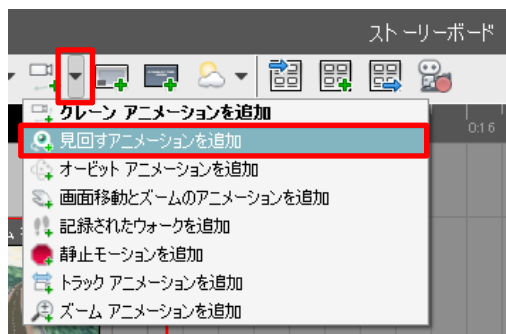 ストーリーボード
クレーン アニメーションを追加
0:16
見回すアニメーションを追加
オービット アニメーションを追加
画面移動とズームのアニメーションを追加
記録されたウォークを追加
静止モーションを追加
トラック アニメーションを追加
ズーム アニメーションを追加